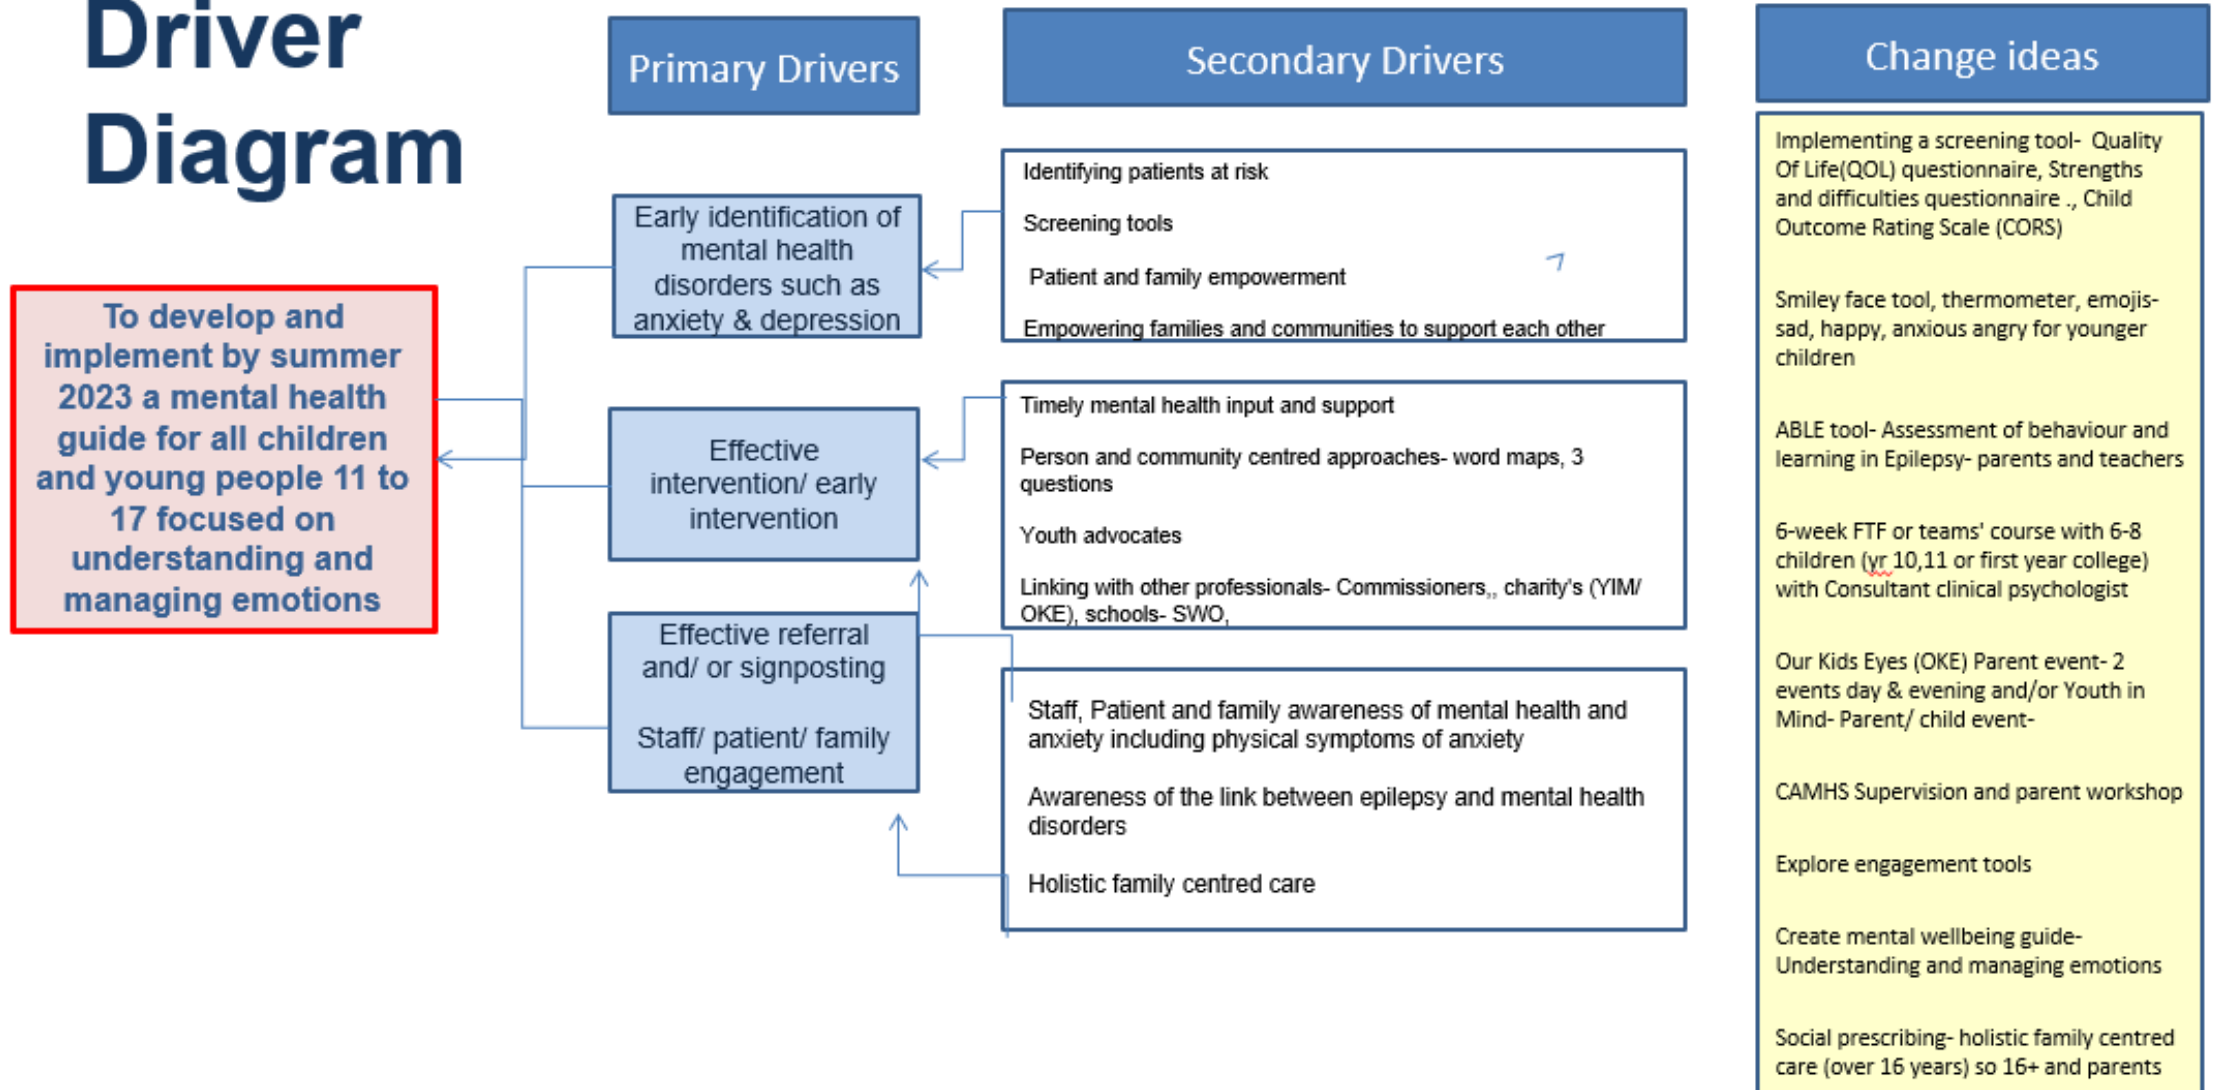 Driver
Diagram
To develop and
implement by summer
2023 a mental health
guide for all children
and young people 11 to
17 focused on
understanding and
managing emotions
Primary Drivers
Early identification of
mental health
disorders such as
anxiety & depression
Effective
intervention/ early
intervention
Effective referral
and/ or signposting
Staff/ patient/ family
engagement
Secondary Drivers
Identifying patients at risk
Screening tools
Patient and family empowerment
Empowering families and communities to support each other
Timely mental health input and support
Person and community centred approaches- word maps, 3
questions
Youth advocates
Linking with other professionals- Commissioners,, charity's (YIM/
OKE), schools- SWO,
Staff, Patient and family awareness of mental health and
anxiety including physical symptoms of anxiety
Awareness of the link between epilepsy and mental health
disorders
Holistic family centred care
Change ideas
Implementing a screening tool- Quality
Of Life(QOL) questionnaire, Strengths
and difficulties questionnaire ., Child
Outcome Rating Scale (CORS)
Smiley face tool, thermometer, emojis-
sad, happy, anxious angry for younger
children
ABLE tool- Assessment of behaviour and
learning in Epilepsy- parents and teachers
6-week FTF or teams' course with 6-8
children (yr 10,11 or first year college)
with Consultant clinical psychologist
Our Kids Eyes (OKE) Parent event- 2
events day & evening and/or Youth in
Mind- Parent/ child event-
CAMHS Supervision and parent workshop
Explore engagement tools
Create mental wellbeing guide-
Understanding and managing emotions
Social prescribing- holistic family centred
care (over 16 years) so 16+ and parents